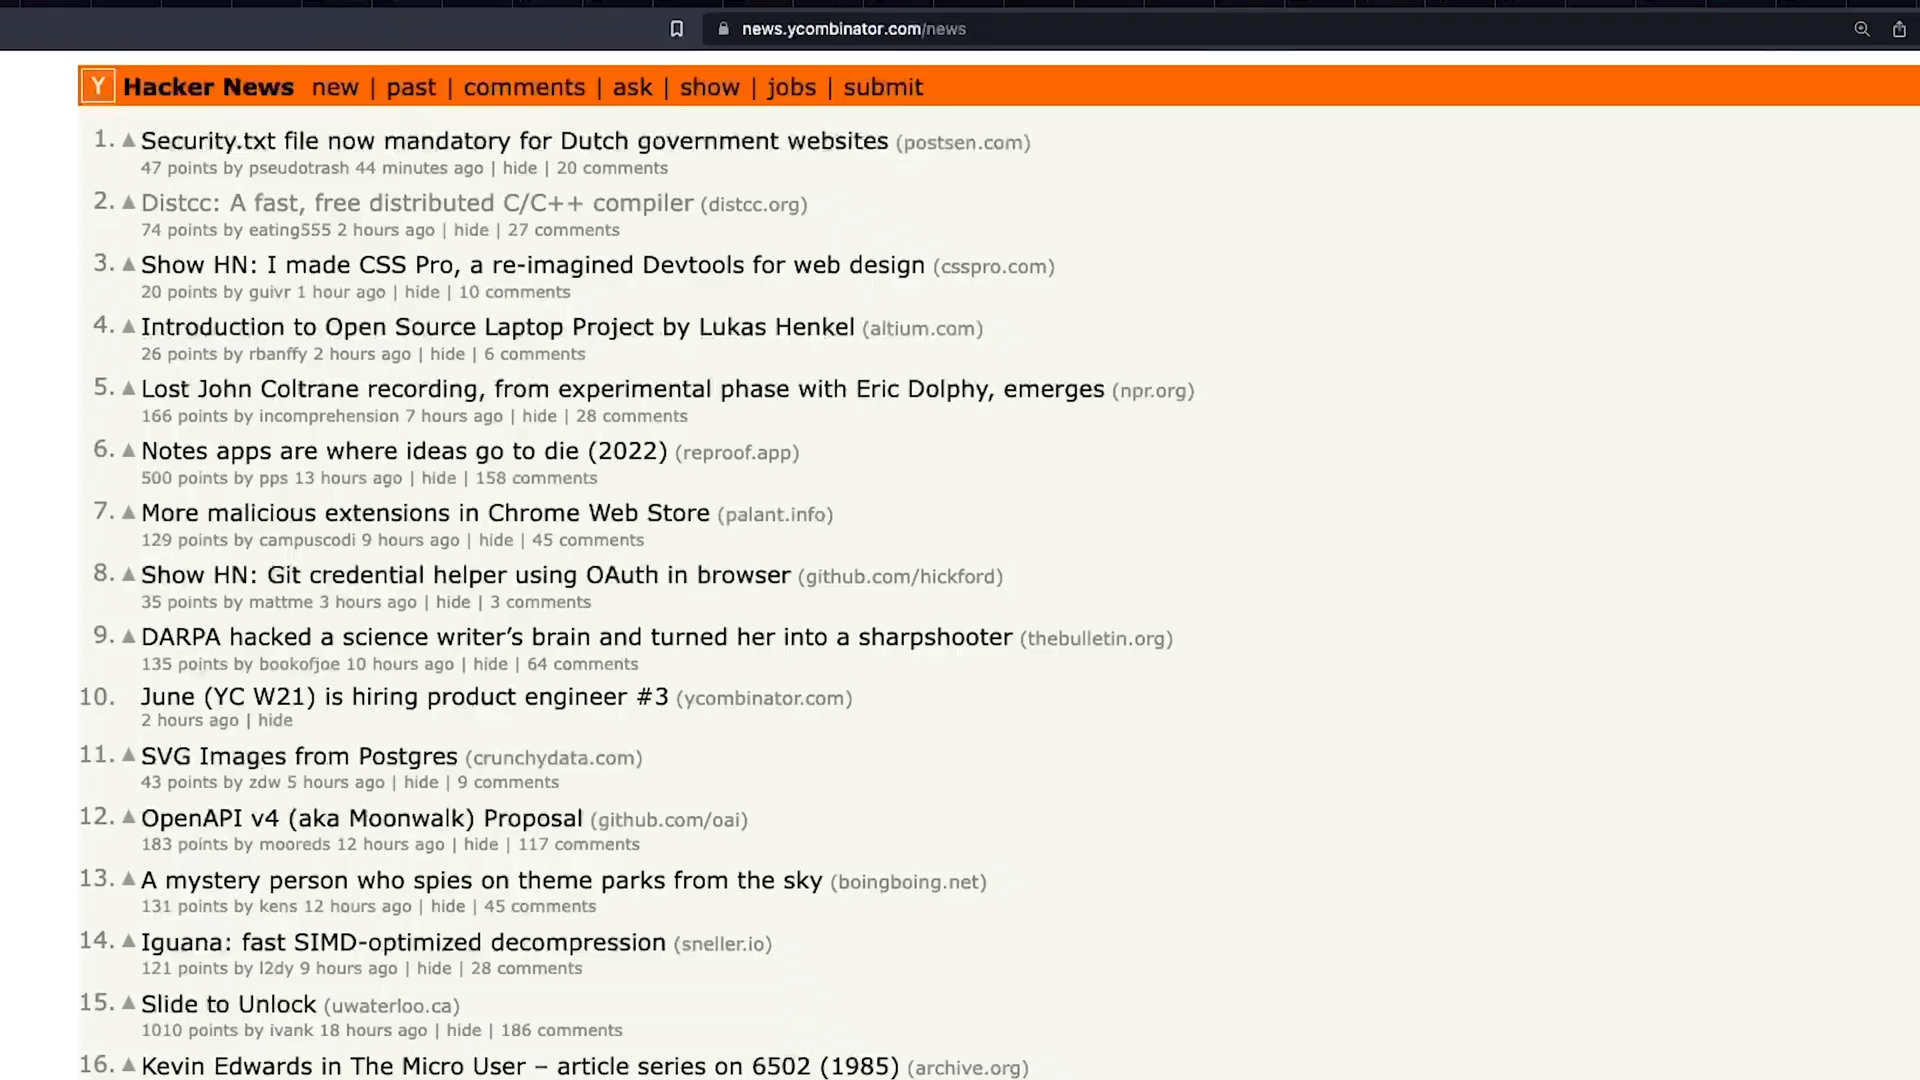 news.ycombinator.com/news
Y Hacker News new | past | comments | ask | show | jobs | submit
1. Security.txt file now mandatory for Dutch government websites (postsen.com)
47 points by pseudotrash 44 minutes ago | hide | 20 comments
2. Distcc: A fast, free distributed C/C++ compiler (distcc.org)
74 points by eating555 2 hours ago | hide | 27 comments
3. Show HN: I made CSS Pro, a re-imagined Devtools for web design (csspro.com)
20 points by guivr 1 hour ago | hide | 10 comments
4. Introduction to Open Source Laptop Project by Lukas Henkel (altium.com)
26 points by rbanffy 2 hours ago | hide | 6 comments
5. Lost John Coltrane recording, from experimental phase with Eric Dolphy, emerges (npr.org)
166 points by incomprehension 7 hours ago | hide | 28 comments
6. Notes apps are where ideas go to die (2022) (reproof.app)
500 points by pps 13 hours ago | hide | 158 comments
7. More malicious extensions in Chrome Web Store (palant.info)
129 points by campuscodi 9 hours ago | hide | 45 comments
8. Show HN: Git credential helper using OAuth in browser (github.com/hickford)
35 points by mattme 3 hours ago | hide | 3 comments
9. DARPA hacked a science writer’s brain and turned her into a sharpshooter (thebulletin.org)
135 points by bookofjoe 10 hours ago | hide | 64 comments
10. June (YC W21) is hiring product engineer #3 (ycombinator.com)
2 hours ago | hide
11. SVG Images from Postgres (crunchydata.com)
43 points by zdw 5 hours ago | hide | 9 comments
12. OpenAPI v4 (aka Moonwalk) Proposal (github.com/oai)
183 points by mooreds 12 hours ago | hide | 117 comments
13. A mystery person who spies on theme parks from the sky (boingboing.net)
131 points by kens 12 hours ago | hide | 45 comments
14. Iguana: fast SIMD-optimized decompression (sneller.io)
121 points by l2dy 9 hours ago | hide | 28 comments
15. Slide to Unlock (uwaterloo.ca)
1010 points by ivank 18 hours ago | hide | 186 comments
16. Kevin Edwards in The Micro User – article series on 6502 (1985) (archive.org)